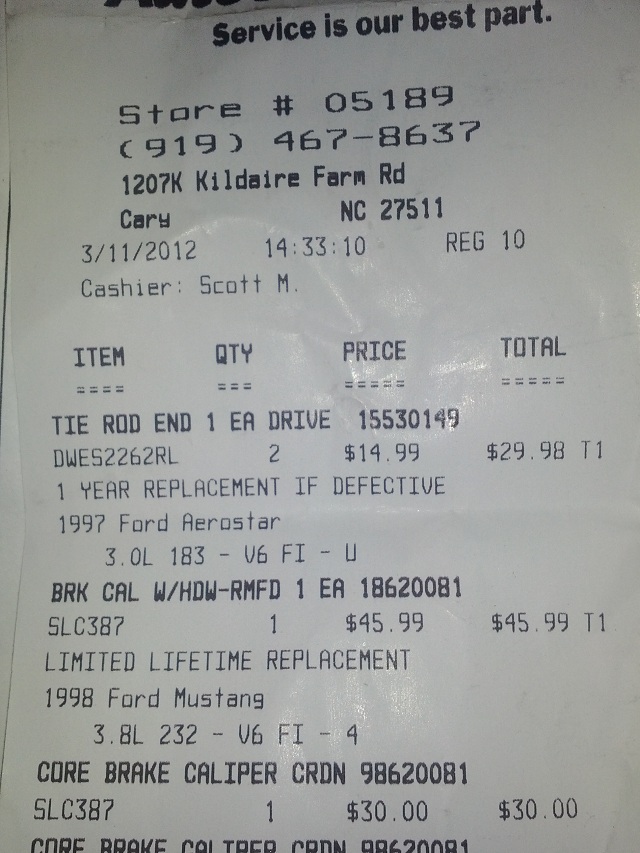 Service is our best part.
Store # 05189
(919) 467-8637
1207K Kildaire Farm Rd
Cary NC 27511
3/11/2012 14:33:10 REG 10
Cashier: Scott M.
ITEM QTY PRICE TOTAL
==== === ===== =====
TIE ROD END 1 EA DRIVE 15530149
DWES2262RL 2 $14.99 $29.98 T1
1 YEAR REPLACEMENT IF DEFECTIVE
1997 Ford Aerostar
3.0L 183 - V6 FI - U
BRK CAL W/HDW-RMFD 1 EA 18620081
SLC387 1 $45.99 $45.99 T1
LIMITED LIFETIME REPLACEMENT
1998 Ford Mustang
3.8L 232 - V6 FI - 4
CORE BRAKE CALIPER CRDN 98620081
SLC387 1 $30.00 $30.00
CORE BRAKE CALIPER CRDN 98620081